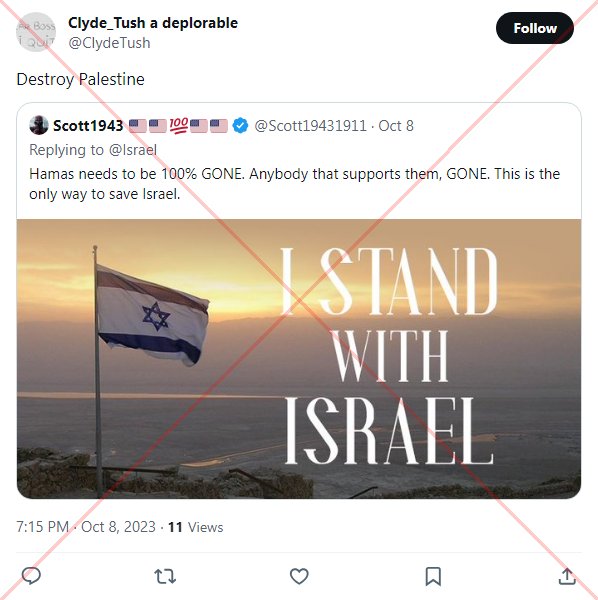 Clyde_Tush a deplorable
@ClydeTush
Follow
Destroy Palestine
Scott1943 🇺🇸🇺🇸💯🇺🇸🇺🇸 @Scott19431911 · Oct 8
Replying to @Israel
Hamas needs to be 100% GONE. Anybody that supports them, GONE. This is the
only way to save Israel.
I STAND
WITH
ISRAEL
7:15 PM · Oct 8, 2023 · 11 Views